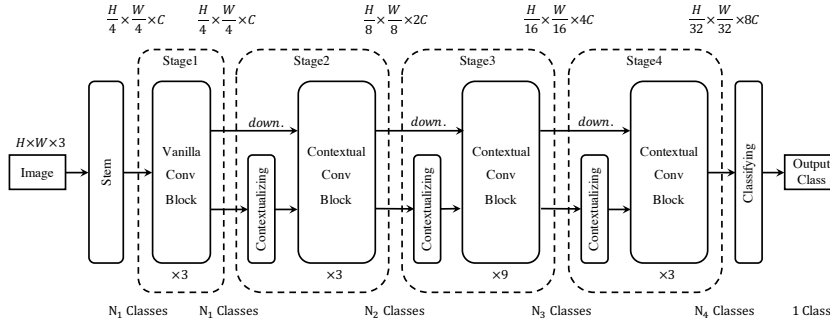 H/4 × W/4 × C
H/4 × W/4 × C
H/8 × W/8 × 2C
H/16 × W/16 × 4C
H/32 × W/32 × 8C
Stage1
Stage2
Stage3
Stage4
H×W×3
Image
Stem
Vanilla
Conv
Block
×3
down.
Contextualizing
Contextual
Conv
Block
×3
down.
Contextualizing
Contextual
Conv
Block
×9
down.
Contextualizing
Contextual
Conv
Block
×3
Classifying
Output
Class
N₁ Classes
N₁ Classes
N₂ Classes
N₃ Classes
N₄ Classes
1 Class